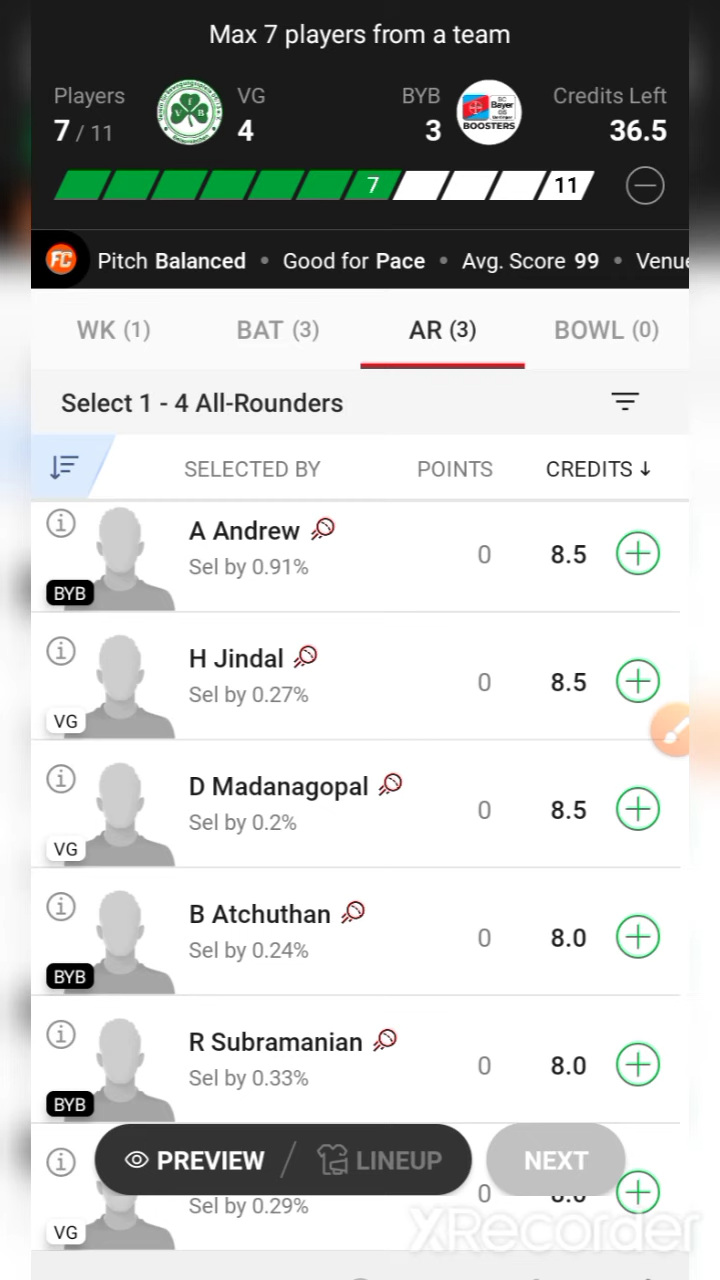 Max 7 players from a team
Players
7 / 11
VG
4
BYB
3
Credits Left
36.5
Bayer
BOOSTERS
7
11
FC Pitch Balanced • Good for Pace • Avg. Score 99 • Venue
WK (1)
BAT (3)
AR (3)
BOWL (0)
Select 1 - 4 All-Rounders
SELECTED BY
POINTS
CREDITS ↓
A Andrew
Sel by 0.91%
0
8.5
BYB
H Jindal
Sel by 0.27%
0
8.5
VG
D Madanagopal
Sel by 0.2%
0
8.5
VG
B Atchuthan
Sel by 0.24%
0
8.0
BYB
R Subramanian
Sel by 0.33%
0
8.0
BYB
PREVIEW / LINEUP
NEXT
Sel by 0.29%
0
VG
XRecorder